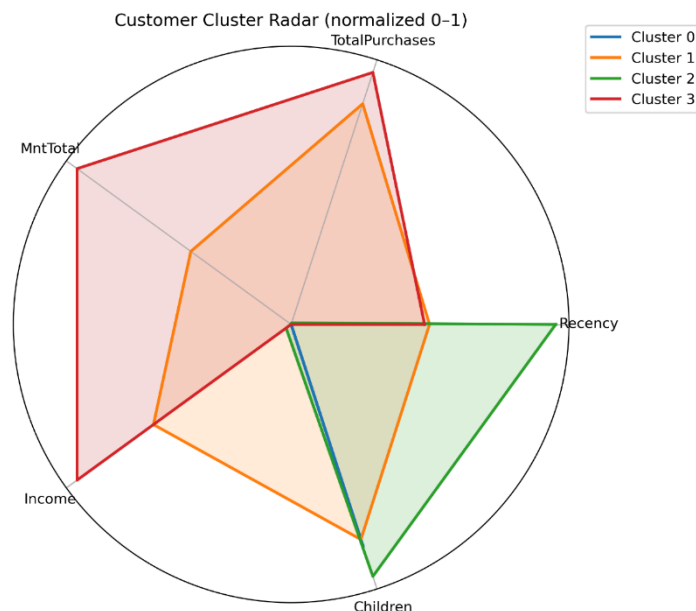 Customer Cluster Radar (normalized 0–1)
TotalPurchases
Cluster 0
Cluster 1
Cluster 2
Cluster 3
MntTotal
Recency
Income
Children